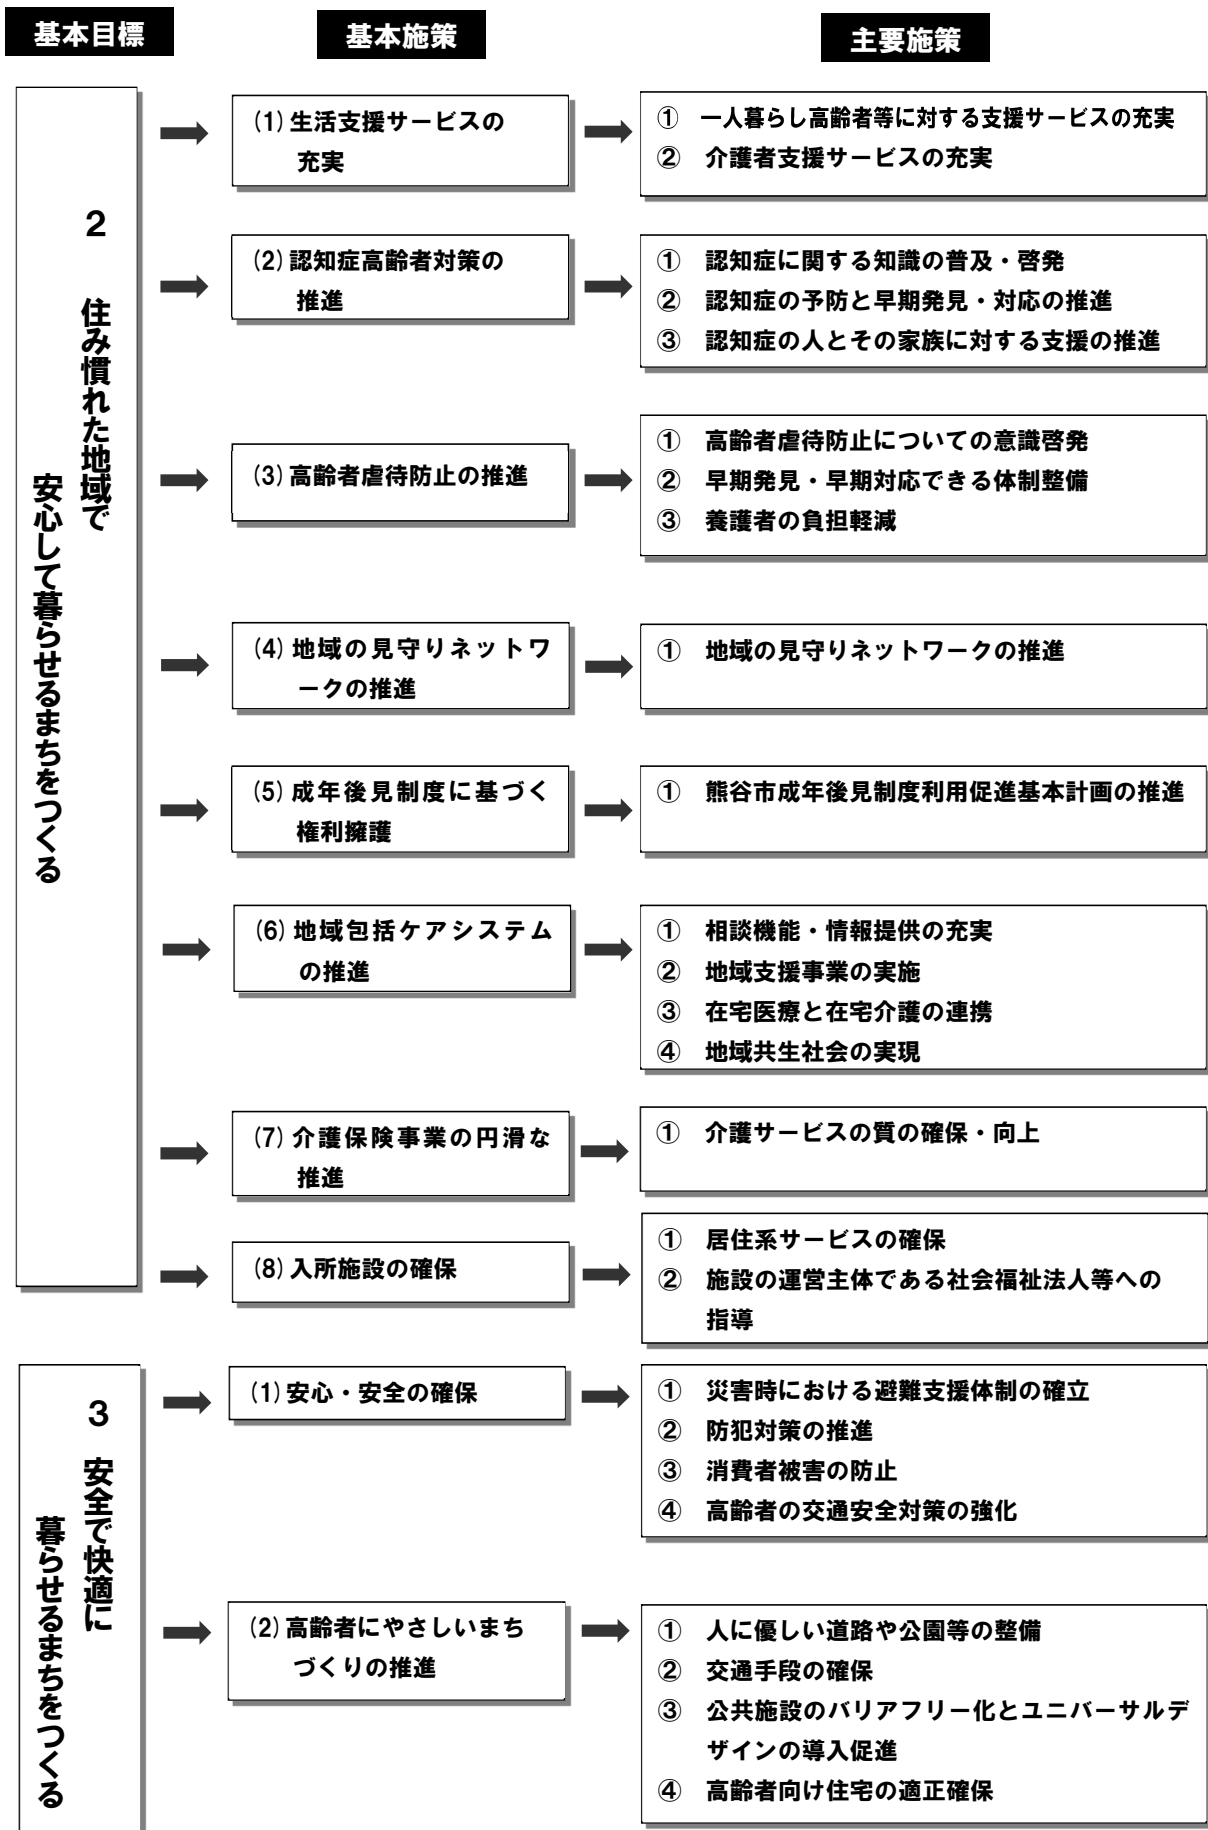 基本目標
基本施策
主要施策
2 住み慣れた地域で
安心して暮らせるまちをつくる
(1) 生活支援サービスの
充実
① 一人暮らし高齢者等に対する支援サービスの充実
② 介護者支援サービスの充実
(2) 認知症高齢者対策の
推進
① 認知症に関する知識の普及・啓発
② 認知症の予防と早期発見・対応の推進
③ 認知症の人とその家族に対する支援の推進
(3) 高齢者虐待防止の推進
① 高齢者虐待防止についての意識啓発
② 早期発見・早期対応できる体制整備
③ 養護者の負担軽減
(4) 地域の見守りネットワ
ークの推進
① 地域の見守りネットワークの推進
(5) 成年後見制度に基づく
権利擁護
① 熊谷市成年後見制度利用促進基本計画の推進
(6) 地域包括ケアシステム
の推進
① 相談機能・情報提供の充実
② 地域支援事業の実施
③ 在宅医療と在宅介護の連携
④ 地域共生社会の実現
(7) 介護保険事業の円滑な
推進
① 介護サービスの質の確保・向上
(8) 入所施設の確保
① 居住系サービスの確保
② 施設の運営主体である社会福祉法人等への
指導
3 安全で快適に
暮らせるまちをつくる
(1) 安心・安全の確保
① 災害時における避難支援体制の確立
② 防犯対策の推進
③ 消費者被害の防止
④ 高齢者の交通安全対策の強化
(2) 高齢者にやさしいまち
づくりの推進
① 人に優しい道路や公園等の整備
② 交通手段の確保
③ 公共施設のバリアフリー化とユニバーサルデ
ザインの導入促進
④ 高齢者向け住宅の適正確保